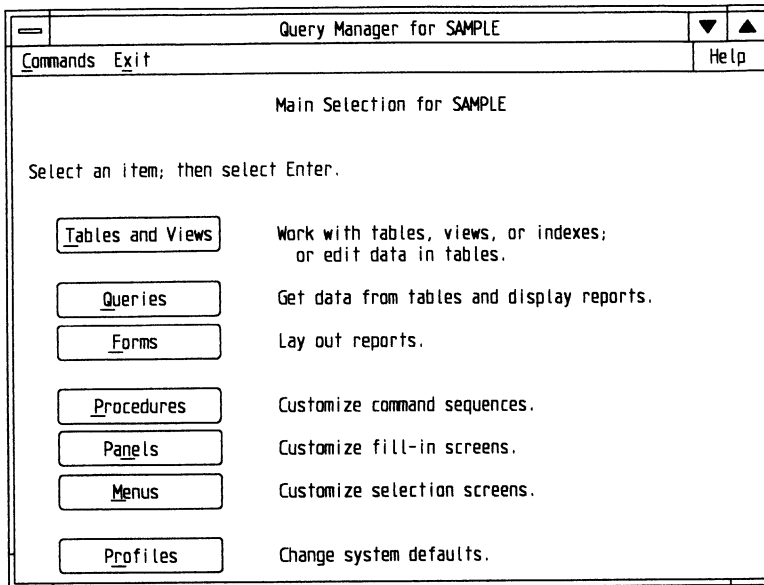 Query Manager for SAMPLE
Commands Exit Help
Main Selection for SAMPLE
Select an item; then select Enter.
Tables and Views Work with tables, views, or indexes;
or edit data in tables.
Queries Get data from tables and display reports.
Forms Lay out reports.
Procedures Customize command sequences.
Panels Customize fill-in screens.
Menus Customize selection screens.
Profiles Change system defaults.